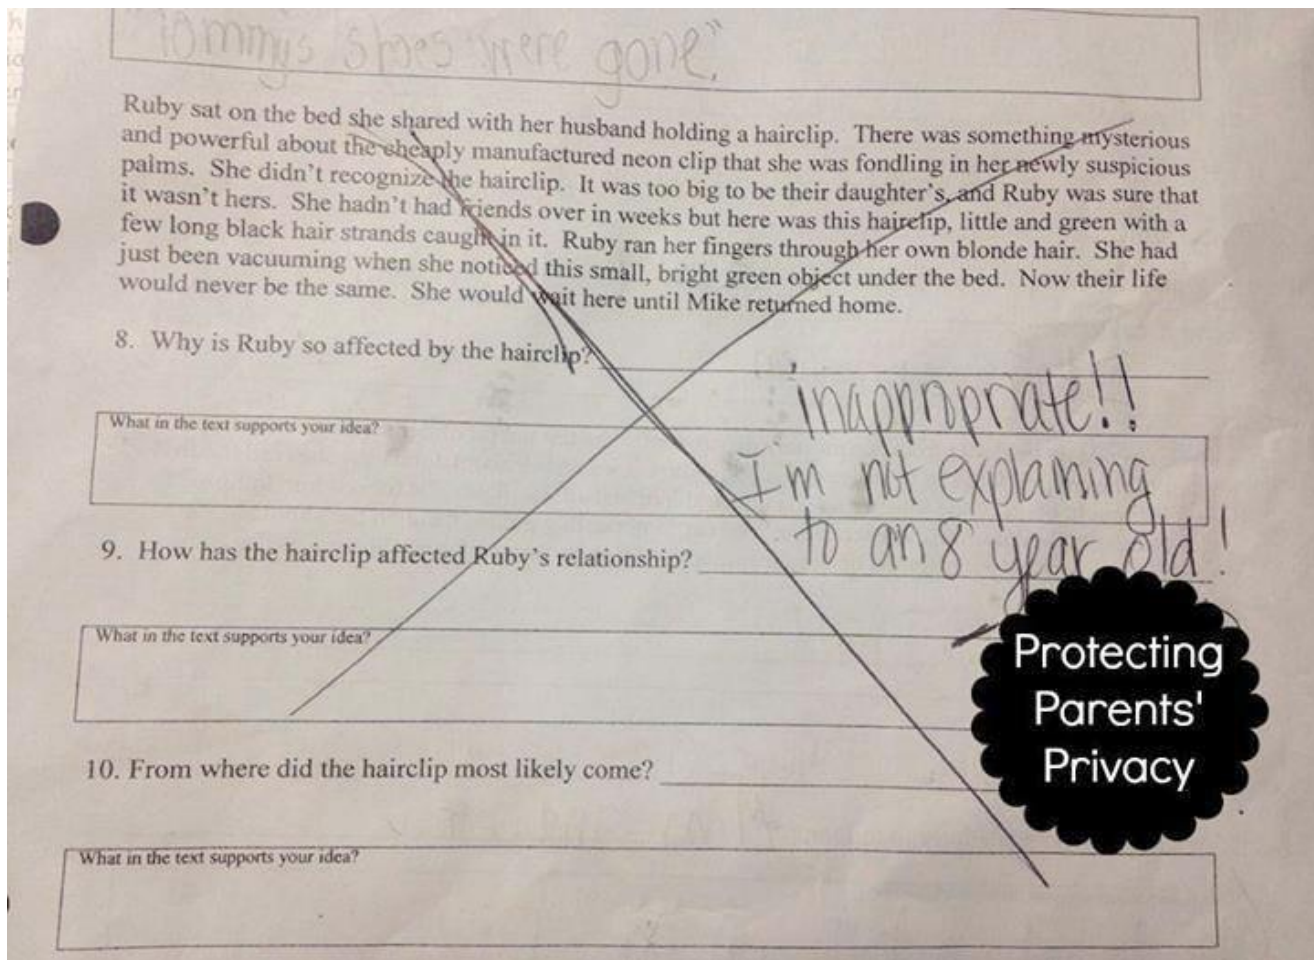 "Tommys shoes were gone."
Ruby sat on the bed she shared with her husband holding a hairclip. There was something mysterious
and powerful about the cheaply manufactured neon clip that she was fondling in her newly suspicious
palms. She didn't recognize the hairclip. It was too big to be their daughter's, and Ruby was sure that
it wasn't hers. She hadn't had friends over in weeks but here was this hairclip, little and green with a
few long black hair strands caught in it. Ruby ran her fingers through her own blonde hair. She had
just been vacuuming when she noticed this small, bright green object under the bed. Now their life
would never be the same. She would wait here until Mike returned home.
8. Why is Ruby so affected by the hairclip?
inappropriate!!
What in the text supports your idea?
I'm not explaining
to an 8 year old!
9. How has the hairclip affected Ruby's relationship?
What in the text supports your idea?
Protecting
Parents'
Privacy
10. From where did the hairclip most likely come?
What in the text supports your idea?